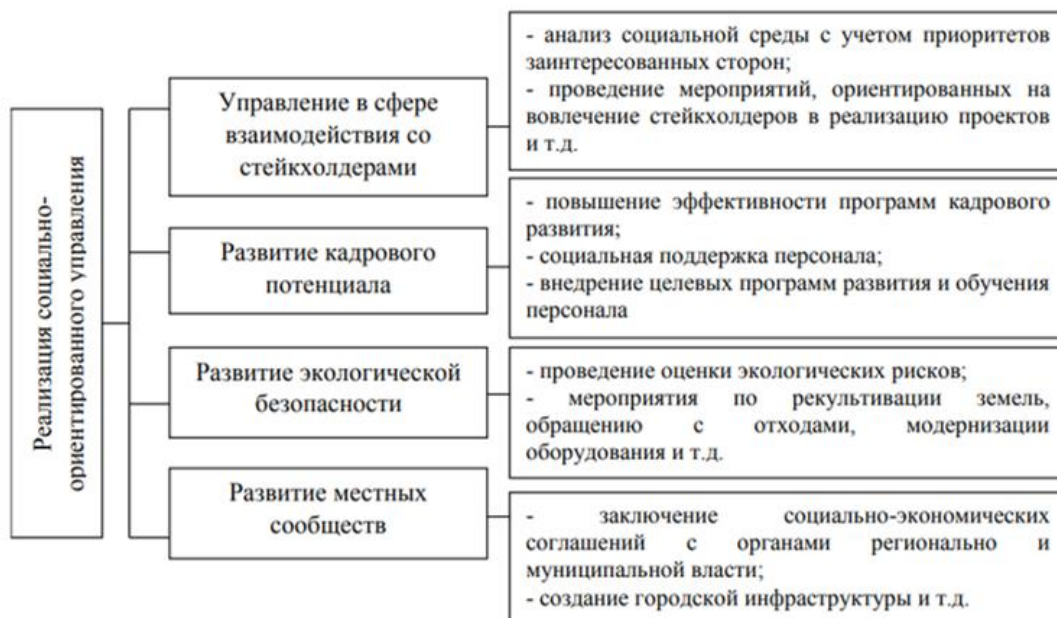 Реализация социально-
ориентированного управления
Управление в сфере
взаимодействия со
стейкхолдерами
- анализ социальной среды с учетом приоритетов
заинтересованных сторон;
- проведение мероприятий, ориентированных на
вовлечение стейкхолдеров в реализацию проектов
и т.д.
Развитие кадрового
потенциала
- повышение эффективности программ кадрового
развития;
- социальная поддержка персонала;
- внедрение целевых программ развития и обучения
персонала
Развитие экологической
безопасности
- проведение оценки экологических рисков;
- мероприятия по рекультивации земель,
обращению с отходами, модернизации
оборудования и т.д.
Развитие местных
сообществ
- заключение социально-экономических
соглашений с органами регионально и
муниципальной власти;
- создание городской инфраструктуры и т.д.